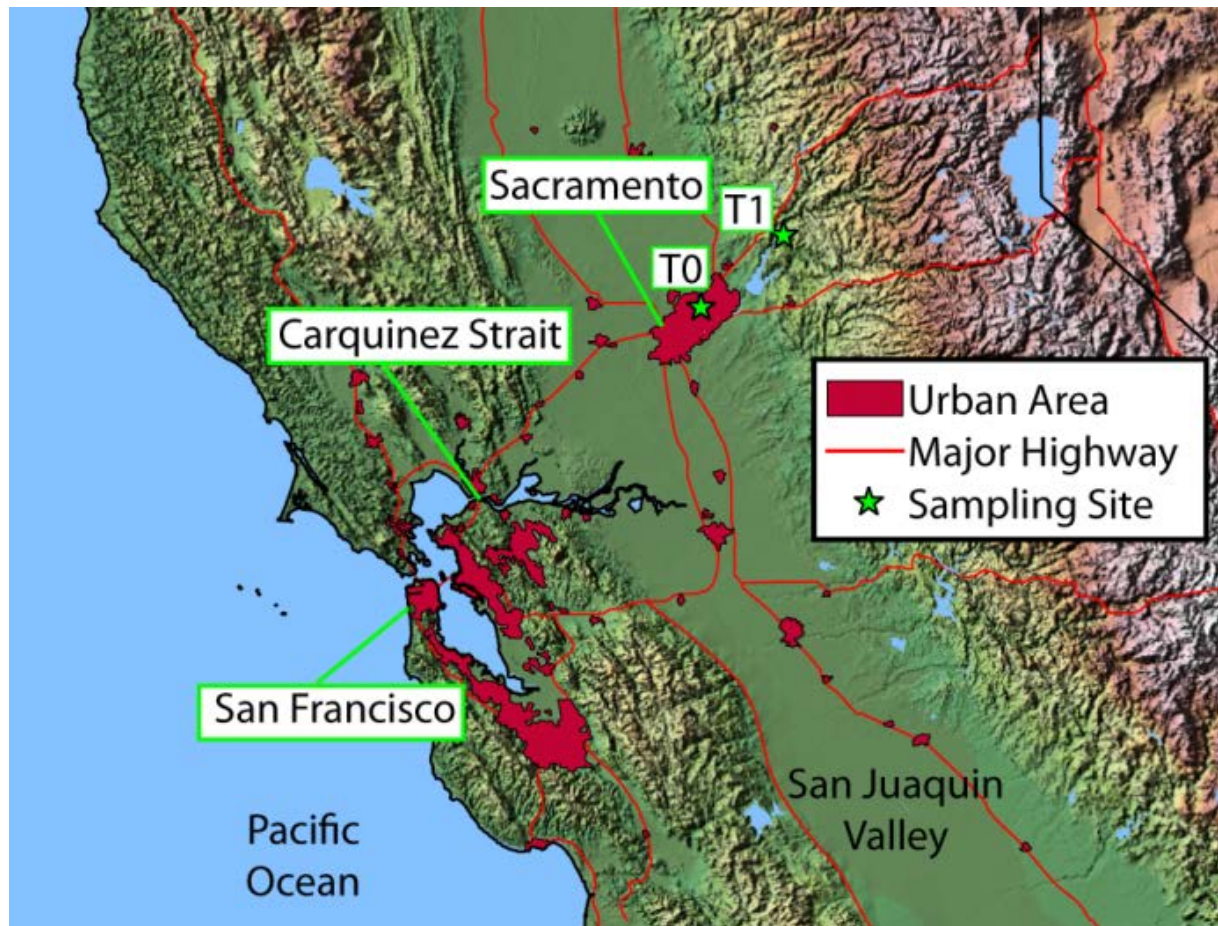 Sacramento
T1
T0
Carquinez Strait
Urban Area
Major Highway
Sampling Site
San Francisco
San Juaquin
Valley
Pacific
Ocean